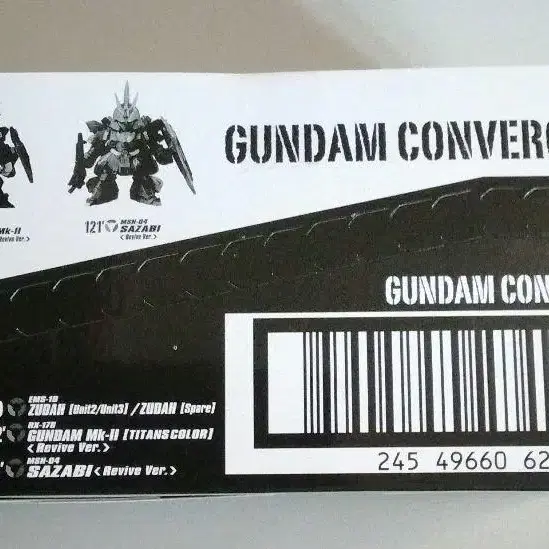 GUNDAM CONVERG
Mk-II
Revive Ver.>
121' MSN-04
SAZABI
<Revive Ver.>
GUNDAM CON
EMS-10
ZUDAH [Unit2/Unit3] / ZUDAH [Spare]
RX-178
GUNDAM Mk-II [TITANS COLOR]
<Revive Ver.>
MSN-04
SAZABI <Revive Ver.>
245 49660 62